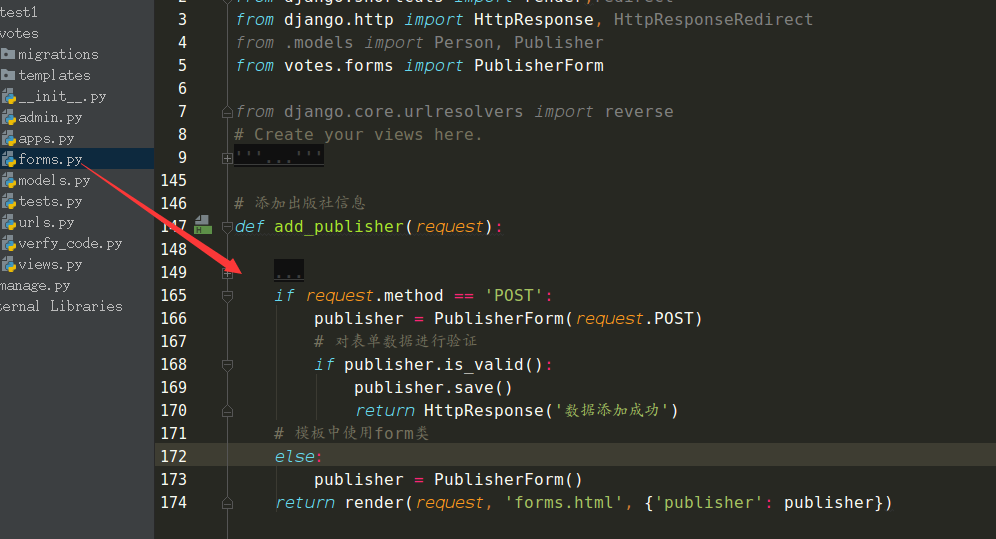 test1
votes
migrations
templates
__init__.py
admin.py
apps.py
forms.py
models.py
tests.py
urls.py
verfy_code.py
views.py
manage.py
ternal Libraries
3 from django.http import HttpResponse, HttpResponseRedirect
4 from .models import Person, Publisher
5 from votes.forms import PublisherForm
6
7 from django.core.urlresolvers import reverse
8 # Create your views here.
9 '''...'''
145
146 # 添加出版社信息
147 def add_publisher(request):
148
149 ...
165 if request.method == 'POST':
166 publisher = PublisherForm(request.POST)
167 # 对表单数据进行验证
168 if publisher.is_valid():
169 publisher.save()
170 return HttpResponse('数据添加成功')
171 # 模板中使用form类
172 else:
173 publisher = PublisherForm()
174 return render(request, 'forms.html', {'publisher': publisher})